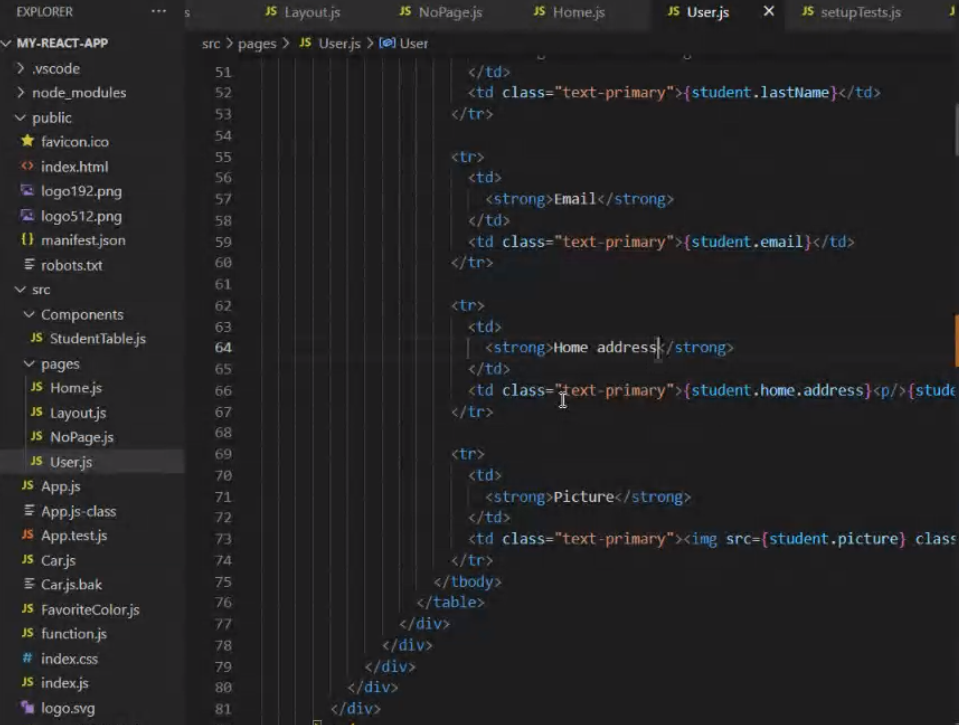 EXPLORER ··· s JS Layout.js JS NoPage.js JS Home.js JS User.js × JS setupTests.js
MY-REACT-APP
.vscode
node_modules
public
favicon.ico
<> index.html
logo192.png
logo512.png
{} manifest.json
robots.txt
src
Components
JS StudentTable.js
pages
JS Home.js
JS Layout.js
JS NoPage.js
JS User.js
JS App.js
App.js-class
JS App.test.js
JS Car.js
Car.js.bak
JS FavoriteColor.js
JS function.js
# index.css
JS index.js
logo.svg
src > pages > JS User.js > User
51 </td>
52 <td class="text-primary">{student.lastName}</td>
53 </tr>
54
55 <tr>
56 <td>
57 <strong>Email</strong>
58 </td>
59 <td class="text-primary">{student.email}</td>
60 </tr>
61
62 <tr>
63 <td>
64 <strong>Home address</strong>
65 </td>
66 <td class="text-primary">{student.home.address}<p/>{stude
67 </tr>
68
69 <tr>
70 <td>
71 <strong>Picture</strong>
72 </td>
73 <td class="text-primary"><img src={student.picture} class
74 </tr>
75 </tbody>
76 </table>
77 </div>
78 </div>
79 </div>
80 </div>
81 </div>